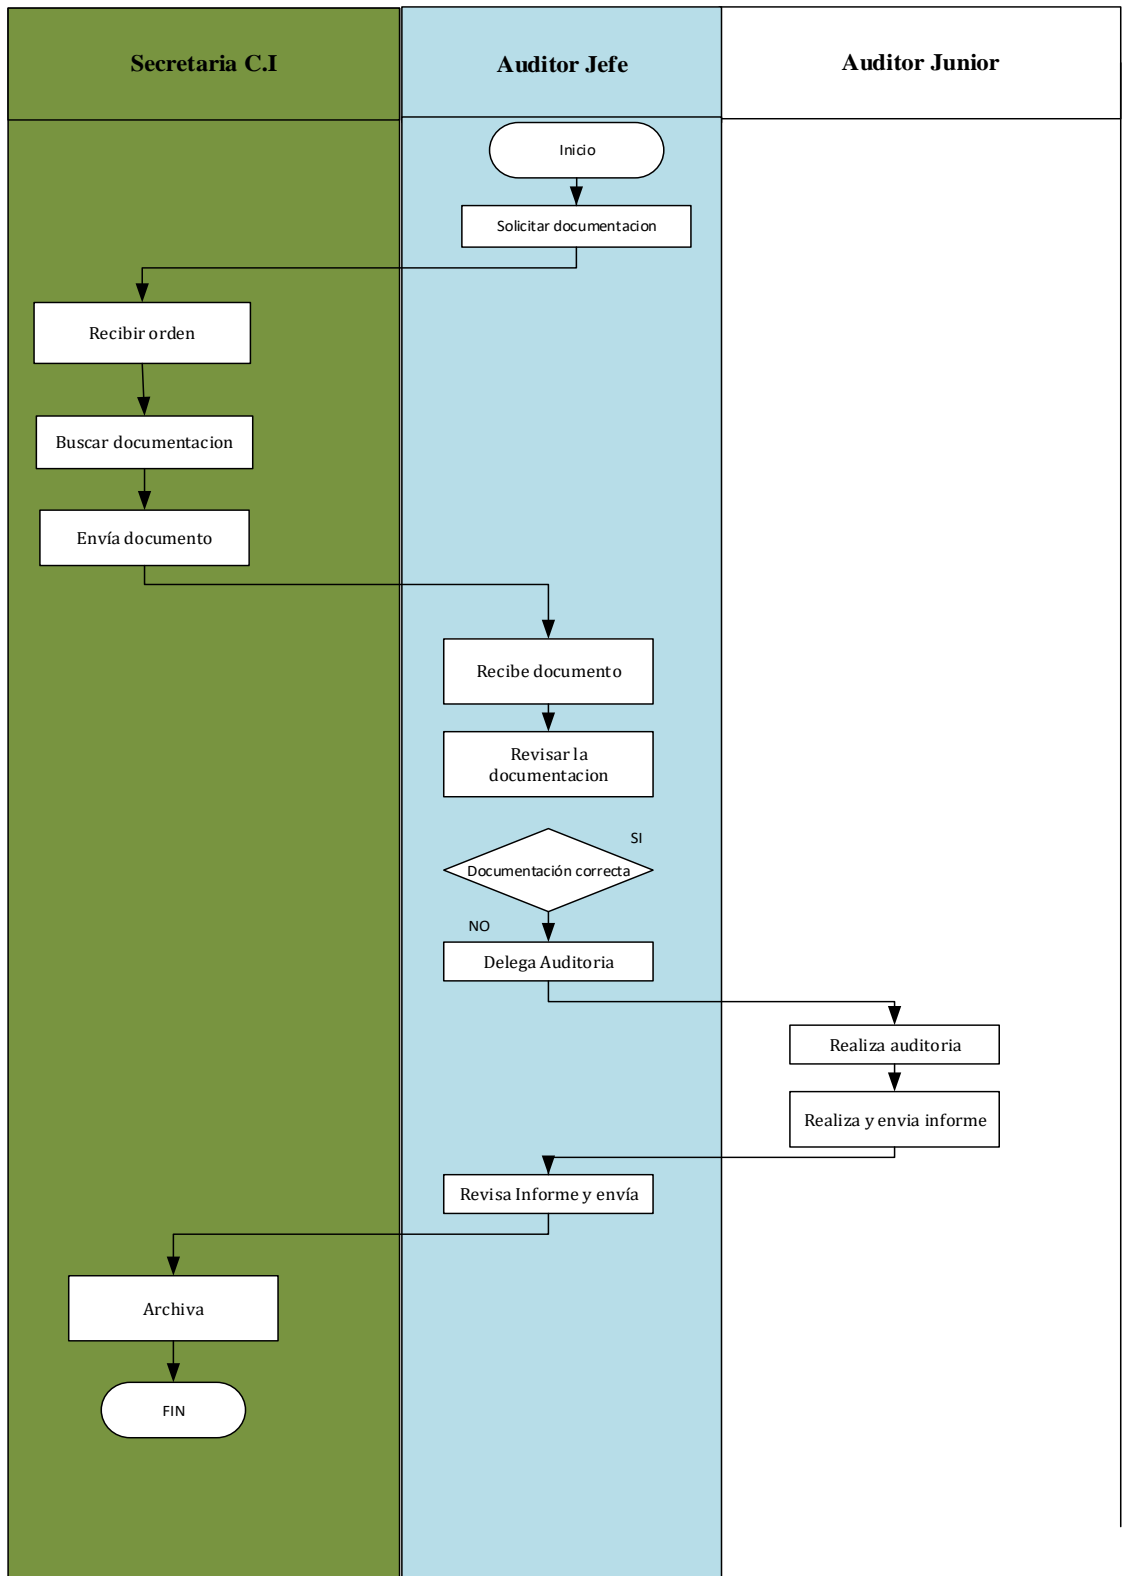 Secretaria C.I
Auditor Jefe
Auditor Junior
Inicio
Solicitar documentacion
Recibir orden
Buscar documentacion
Envía documento
Recibe documento
Revisar la
documentacion
SI
Documentación correcta
NO
Delega Auditoria
Realiza auditoria
Realiza y envia informe
Revisa Informe y envía
Archiva
FIN